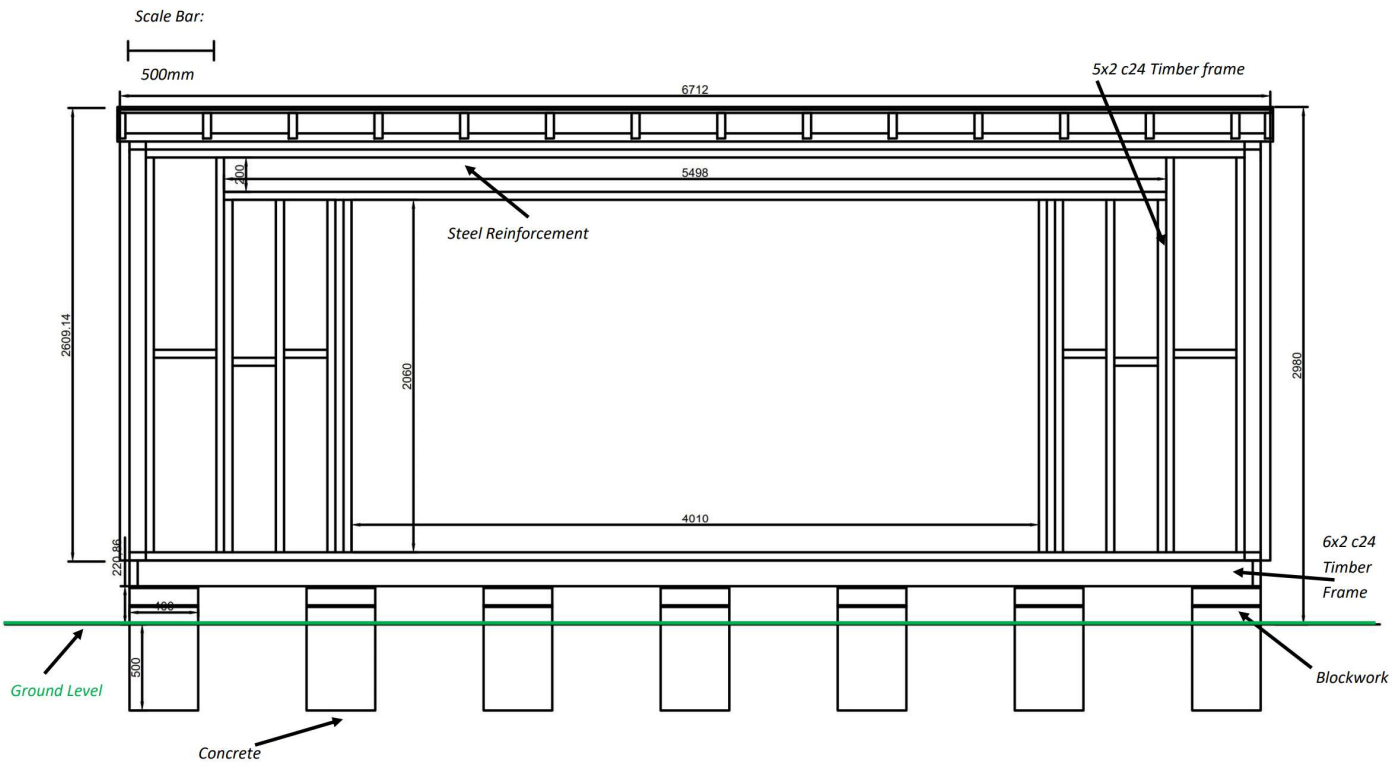 Scale Bar:
500mm
5x2 c24 Timber frame
6712
200
5498
Steel Reinforcement
2609.14
2060
2980
4010
220.86
6x2 c24
Timber
Frame
400
500
Ground Level
Blockwork
Concrete